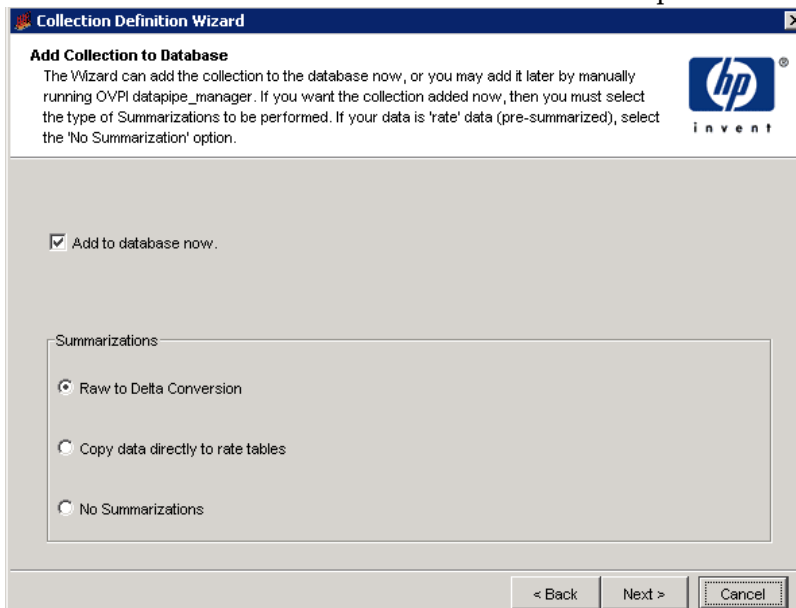 Collection Definition Wizard
Add Collection to Database
The Wizard can add the collection to the database now, or you may add it later by manually
running OVPI datapipe_manager. If you want the collection added now, then you must select
the type of Summarizations to be performed. If your data is 'rate' data (pre-summarized), select
the 'No Summarization' option.
hp
®
invent
Add to database now.
Summarizations
Raw to Delta Conversion
Copy data directly to rate tables
No Summarizations
< Back
Next >
Cancel